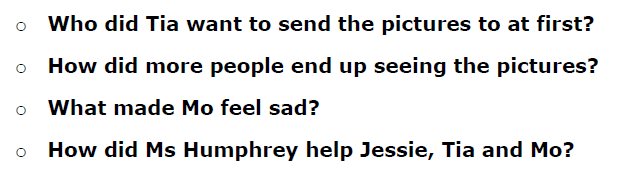 ○ Who did Tia want to send the pictures to at first?
○ How did more people end up seeing the pictures?
○ What made Mo feel sad?
○ How did Ms Humphrey help Jessie, Tia and Mo?